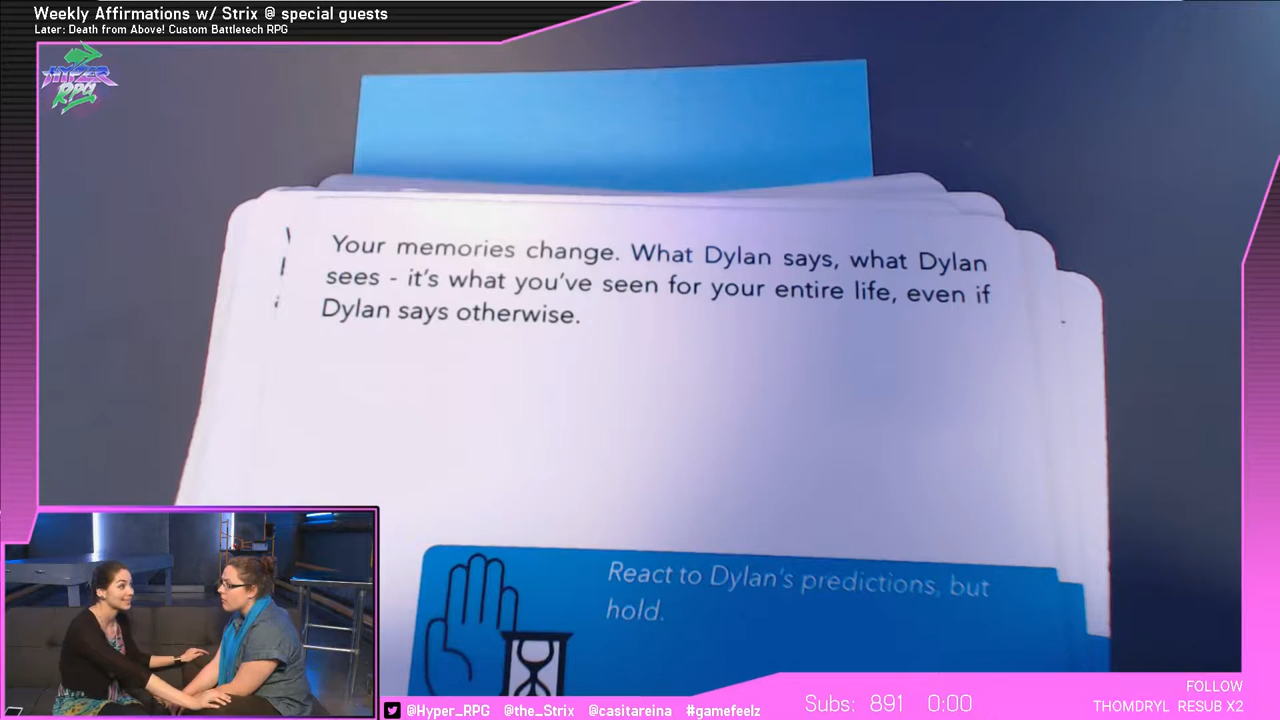 Weekly Affirmations w/ Strix @ special guests
Later: Death from Above! Custom Battletech RPG
HYPER
RPG
Your memories change. What Dylan says, what Dylan
sees - it's what you've seen for your entire life, even if
Dylan says otherwise.
React to Dylan's predictions, but
hold.
@Hyper_RPG @the_Strix @casitareina #gamefeelz
Subs: 891 0:00
FOLLOW
THOMDRYL RESUB X2